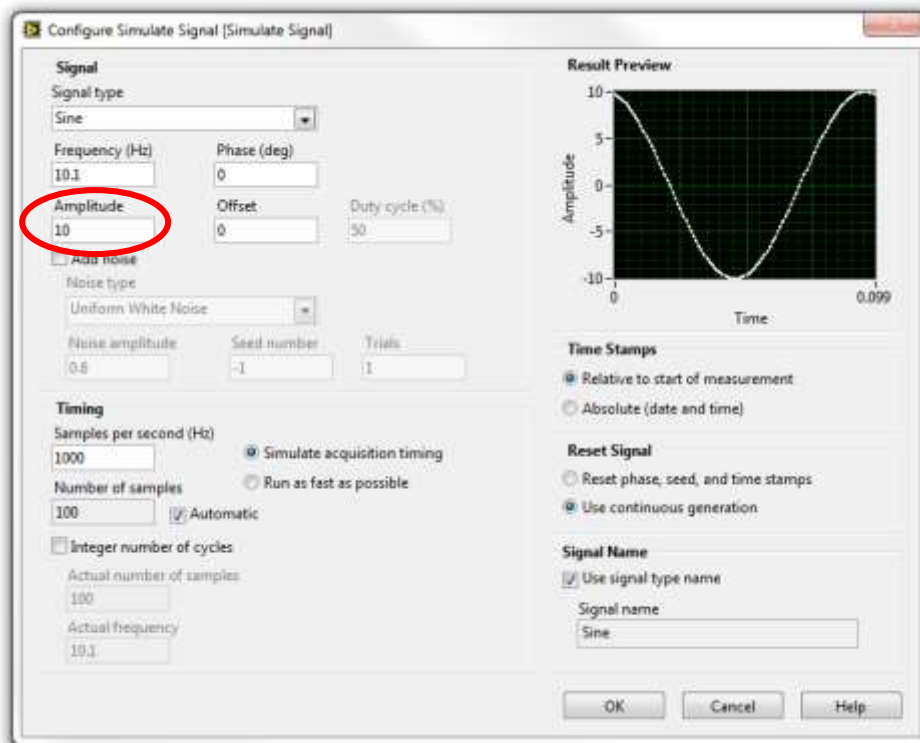 Configure Simulate Signal [Simulate Signal]
Signal
Signal type
Sine
Frequency (Hz) Phase (deg)
10.1 0
Amplitude Offset Duty cycle (%)
10 0 50
Add noise
Noise type
Uniform White Noise
Noise amplitude Seed number Trials
0.6 -1 1
Timing
Samples per second (Hz)
1000
Simulate acquisition timing
Run as fast as possible
Number of samples
100 Automatic
Integer number of cycles
Actual number of samples
100
Actual frequency
10.1
Result Preview
10
5
0
-5
-10
Amplitude
0 0.099
Time
Time Stamps
Relative to start of measurement
Absolute (date and time)
Reset Signal
Reset phase, seed, and time stamps
Use continuous generation
Signal Name
Use signal type name
Signal name
Sine
OK Cancel Help